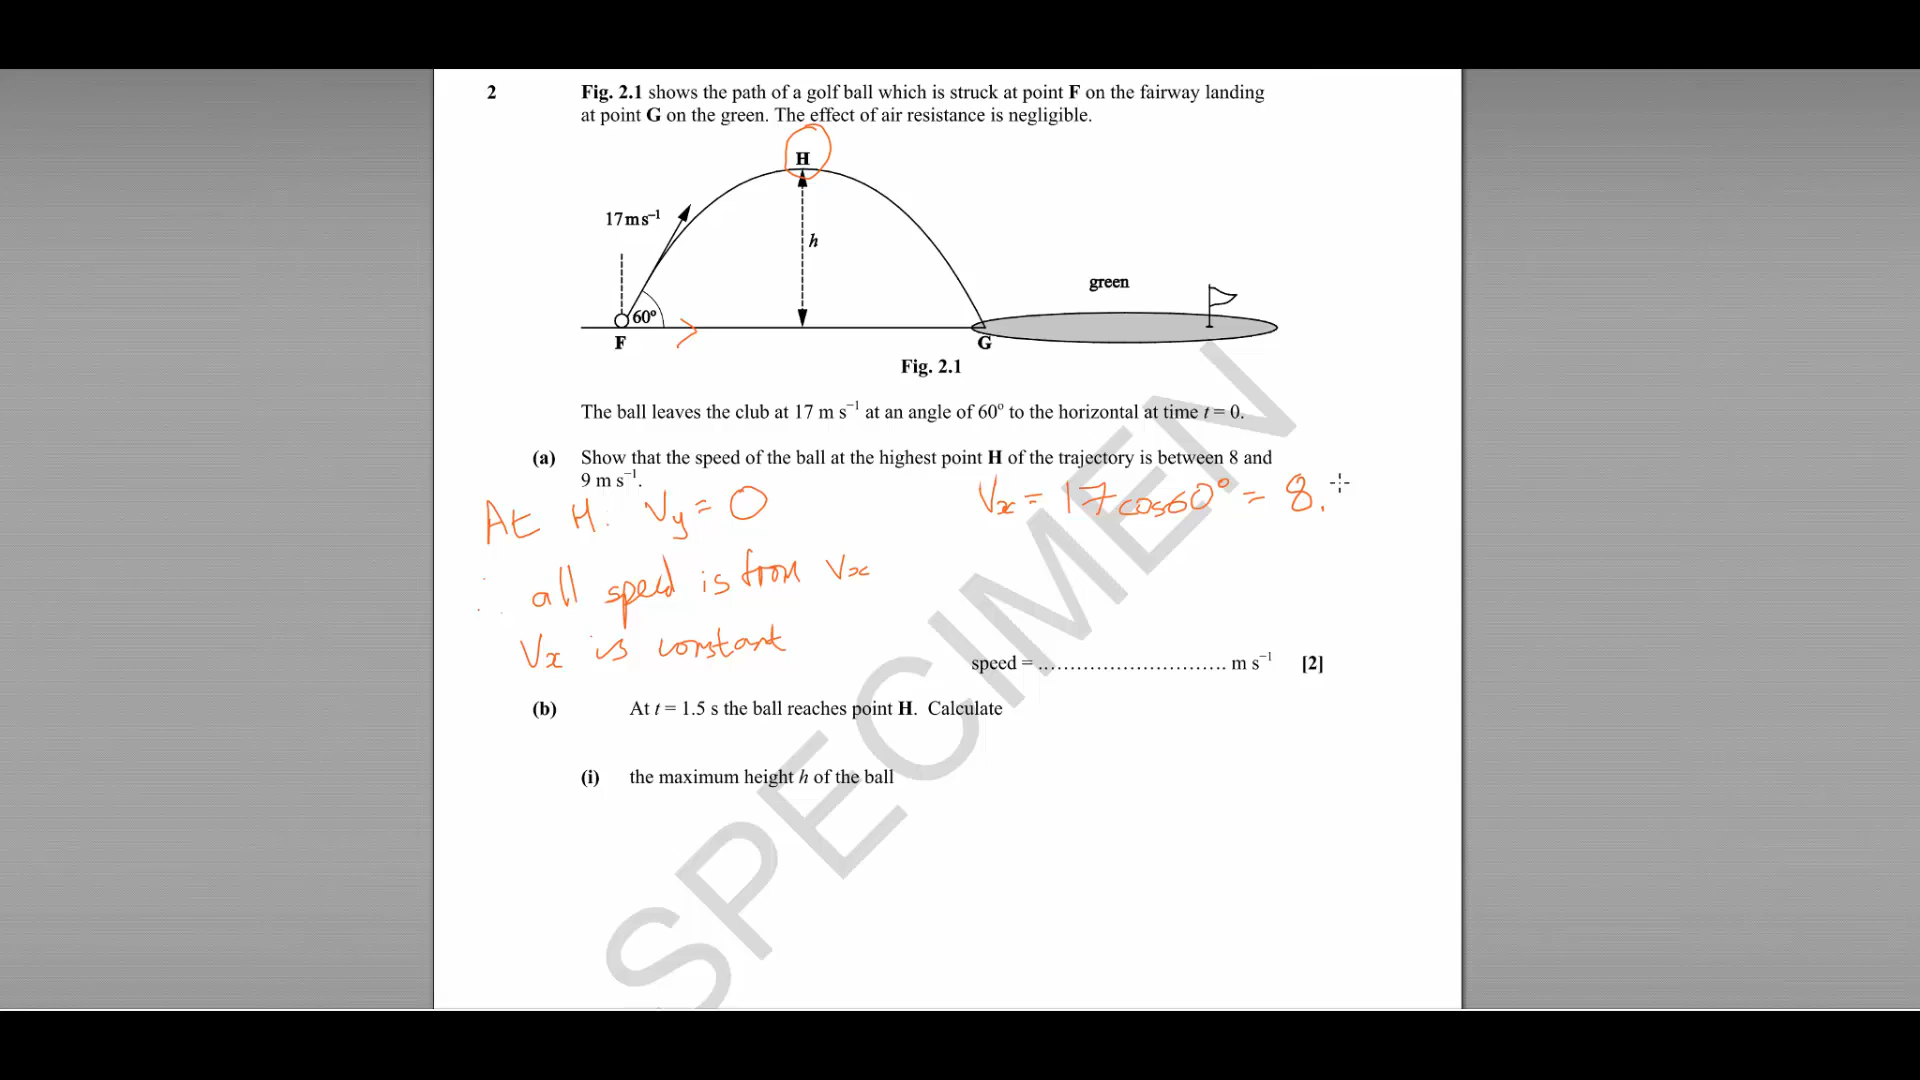 2 Fig. 2.1 shows the path of a golf ball which is struck at point F on the fairway landing
at point G on the green. The effect of air resistance is negligible.
H
17 m s⁻¹
h
green
60º
F
G
Fig. 2.1
The ball leaves the club at 17 m s⁻¹ at an angle of 60º to the horizontal at time t = 0.
(a) Show that the speed of the ball at the highest point H of the trajectory is between 8 and
9 m s⁻¹.
At H: Vy = 0
Vx = 17 cos60° = 8.
∴ all speed is from Vx
Vx is constant
speed = ............................. m s⁻¹ [2]
(b) At t = 1.5 s the ball reaches point H. Calculate
(i) the maximum height h of the ball
SPECIMEN